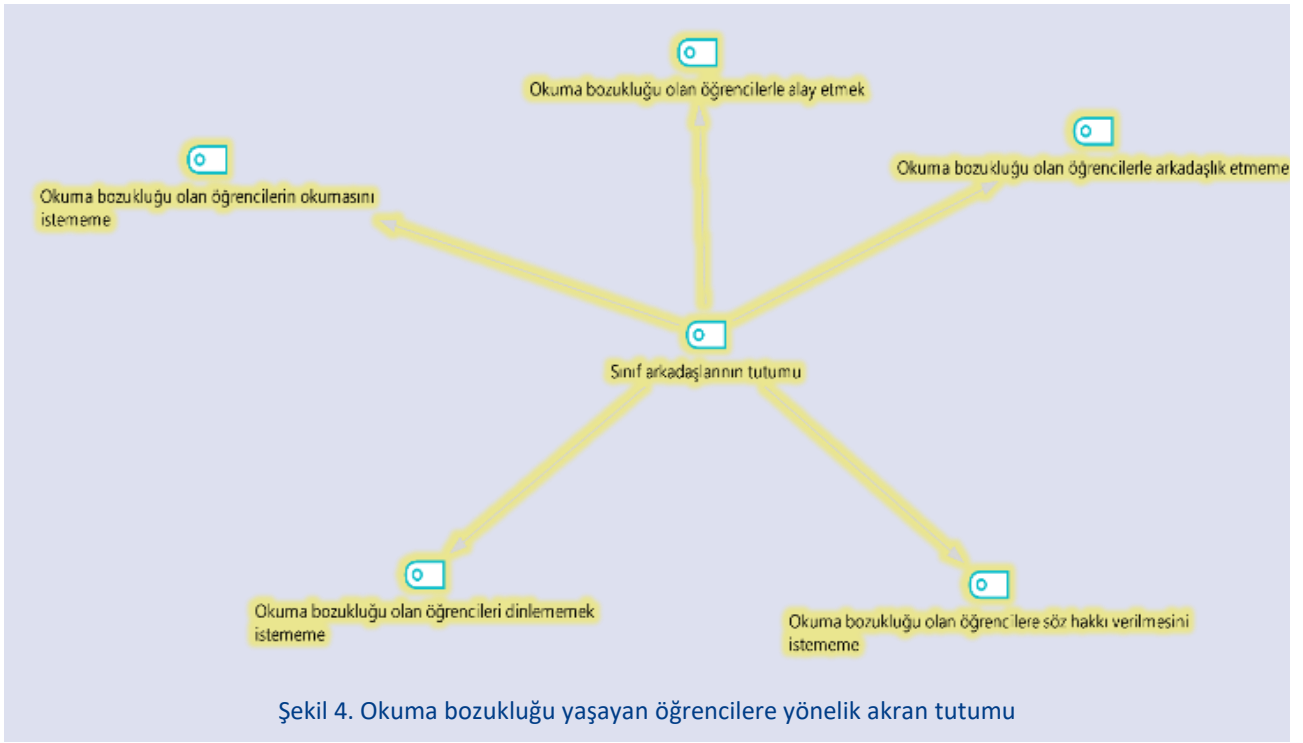 Okuma bozukluğu olan öğrencilerle alay etmek
Okuma bozukluğu olan öğrencilerle arkadaşlık etmeme
Okuma bozukluğu olan öğrencilerin okumasını
istememe
Sınıf arkadaşlarının tutumu
Okuma bozukluğu olan öğrencileri dinlememek
istememe
Okuma bozukluğu olan öğrencilere söz hakkı verilmesini
istememe
Şekil 4. Okuma bozukluğu yaşayan öğrencilere yönelik akran tutumu